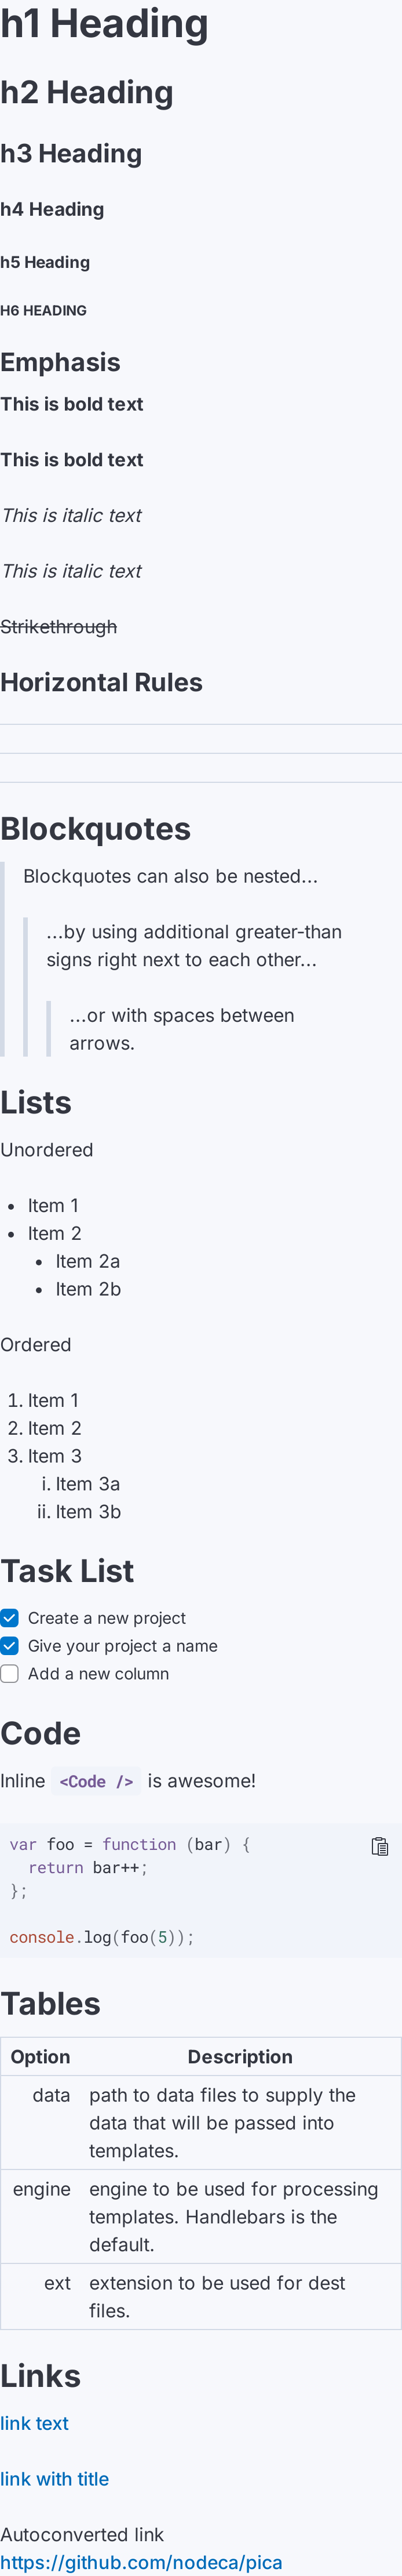 h1 Heading
h2 Heading
h3 Heading
h4 Heading
h5 Heading
H6 HEADING
Emphasis
This is bold text
This is bold text
This is italic text
This is italic text
Strikethrough
Horizontal Rules
Blockquotes
Blockquotes can also be nested...
...by using additional greater-than
signs right next to each other...
...or with spaces between
arrows.
Lists
Unordered
• Item 1
• Item 2
• Item 2a
• Item 2b
Ordered
1. Item 1
2. Item 2
3. Item 3
i. Item 3a
ii. Item 3b
Task List
Create a new project
Give your project a name
Add a new column
Code
Inline <Code /> is awesome!
var foo = function (bar) {
  return bar++;
};
console.log(foo(5));
Tables
Option Description
data path to data files to supply the
data that will be passed into
templates.
engine engine to be used for processing
templates. Handlebars is the
default.
ext extension to be used for dest
files.
Links
link text
link with title
Autoconverted link
https://github.com/nodeca/pica